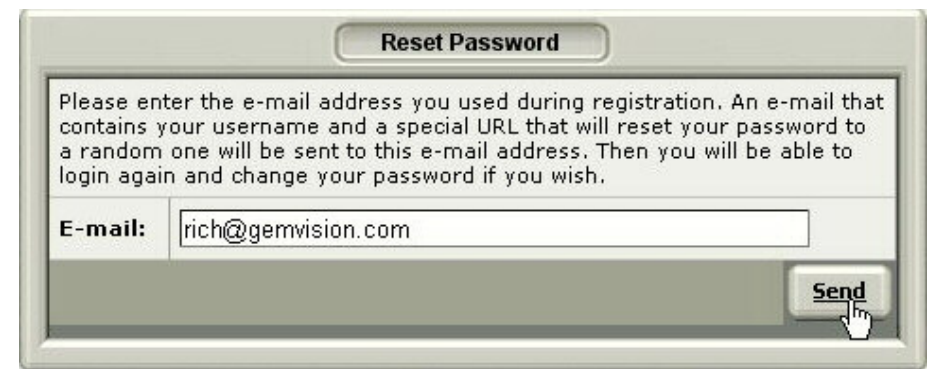 Reset Password
Please enter the e-mail address you used during registration. An e-mail that
contains your username and a special URL that will reset your password to
a random one will be sent to this e-mail address. Then you will be able to
login again and change your password if you wish.
E-mail: rich@gemvision.com
Send